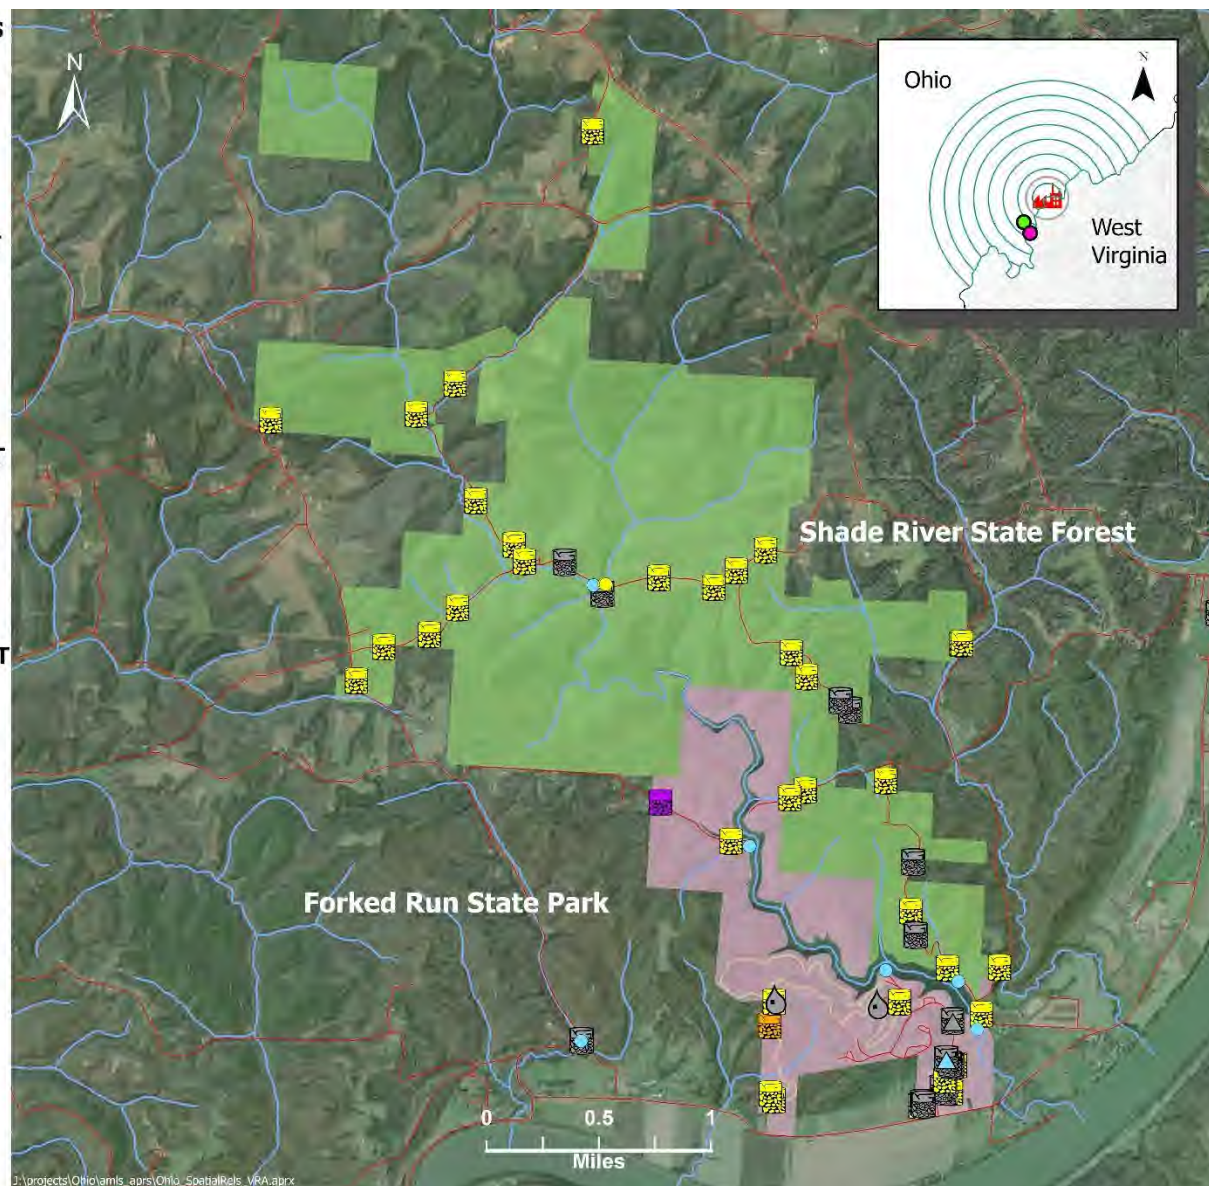 S
N
N
Ohio
West
Virginia
Shade River State Forest
T
Forked Run State Park
0 0.5 1
Miles
J:\projects\Ohio\amls_aprs\Ohio_SpatialRels_VRA.aprx